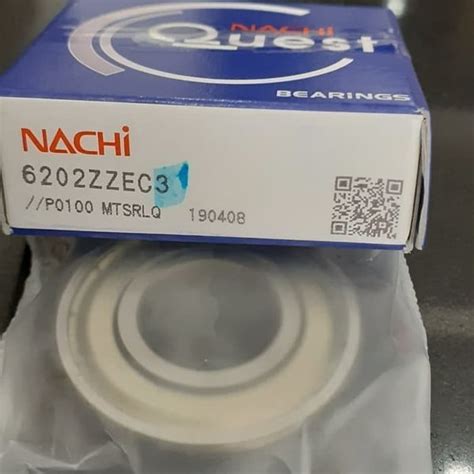 NACHI
Quest
BEARINGS
NACHI
6202ZZEC3
//P0100 MTSRLQ 190408